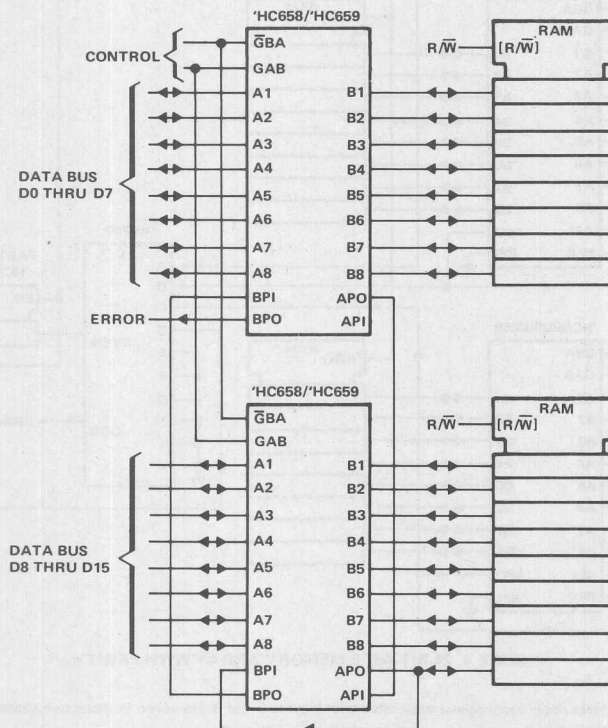 'HC658/'HC659
RAM
CONTROL
G̅BA
R/W̅
[R/W̅]
GAB
A1
B1
A2
B2
A3
B3
A4
B4
DATA BUS
D0 THRU D7
A5
B5
A6
B6
A7
B7
A8
B8
BPI
APO
ERROR
BPO
API
'HC658/'HC659
RAM
G̅BA
R/W̅
[R/W̅]
GAB
A1
B1
A2
B2
A3
B3
A4
B4
DATA BUS
D8 THRU D15
A5
B5
A6
B6
A7
B7
A8
B8
BPI
APO
BPO
API